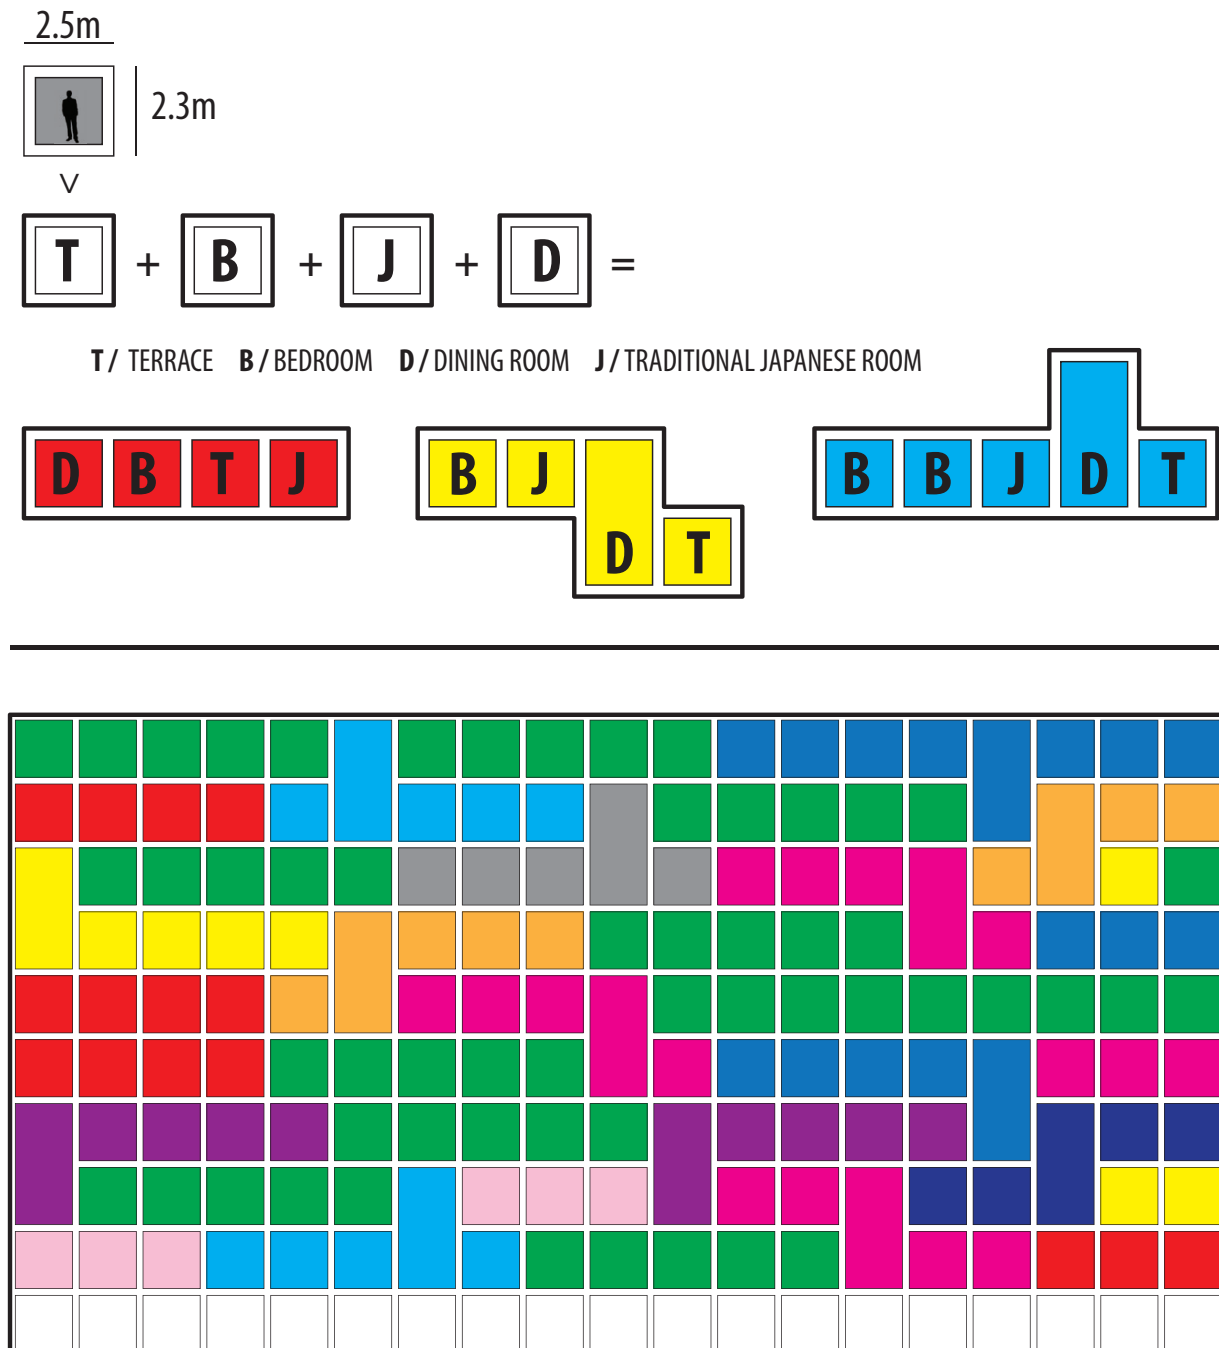 2.5m
2.3m
V
T + B + J + D =
T / TERRACE B / BEDROOM D / DINING ROOM J / TRADITIONAL JAPANESE ROOM
D B T J
B J D T
B B J D T